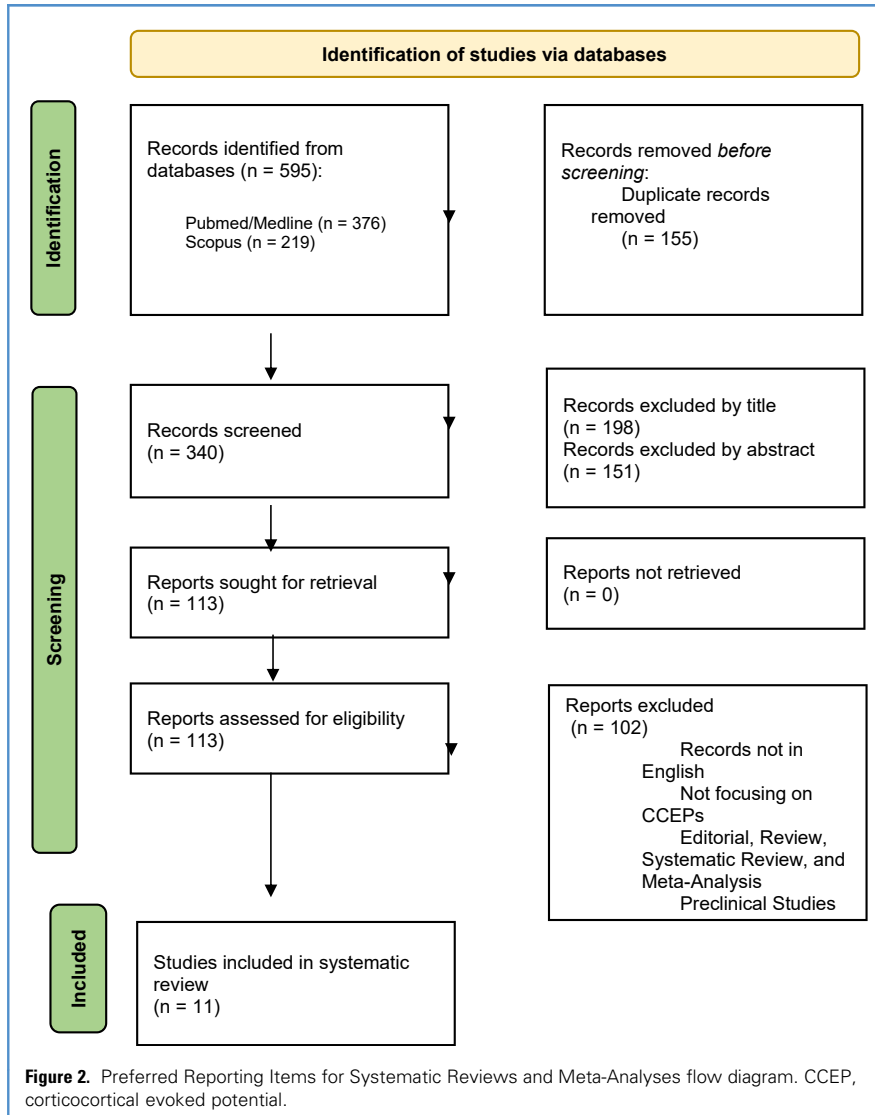 Identification of studies via databases
Identification
Records identified from
databases (n = 595):
Pubmed/Medline (n = 376)
Scopus (n = 219)
Records removed before
screening:
Duplicate records
removed
(n = 155)
Screening
Records screened
(n = 340)
Records excluded by title
(n = 198)
Records excluded by abstract
(n = 151)
Reports sought for retrieval
(n = 113)
Reports not retrieved
(n = 0)
Reports assessed for eligibility
(n = 113)
Reports excluded
(n = 102)
Records not in
English
Not focusing on
CCEPs
Editorial, Review,
Systematic Review, and
Meta-Analysis
Preclinical Studies
Included
Studies included in systematic
review
(n = 11)
Figure 2. Preferred Reporting Items for Systematic Reviews and Meta-Analyses flow diagram. CCEP,
corticocortical evoked potential.